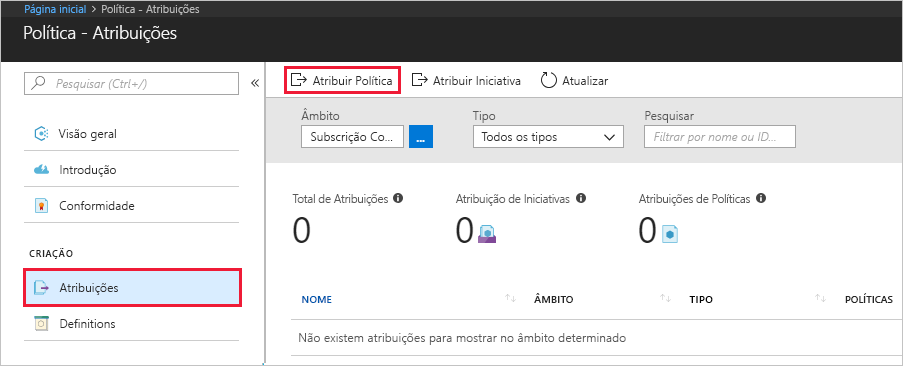 Página inicial > Política - Atribuições
Política - Atribuições
Pesquisar (Ctrl+/)
«
Visão geral
Introdução
Conformidade
CRIAÇÃO
Atribuições
Definitions
Atribuir Política
Atribuir Iniciativa
Atualizar
Âmbito
Tipo
Pesquisar
Subscrição Co... ...
Todos os tipos
Filtrar por nome ou ID...
Total de Atribuições
Atribuição de Iniciativas
Atribuições de Políticas
0
0
0
NOME ÂMBITO TIPO POLÍTICAS
Não existem atribuições para mostrar no âmbito determinado